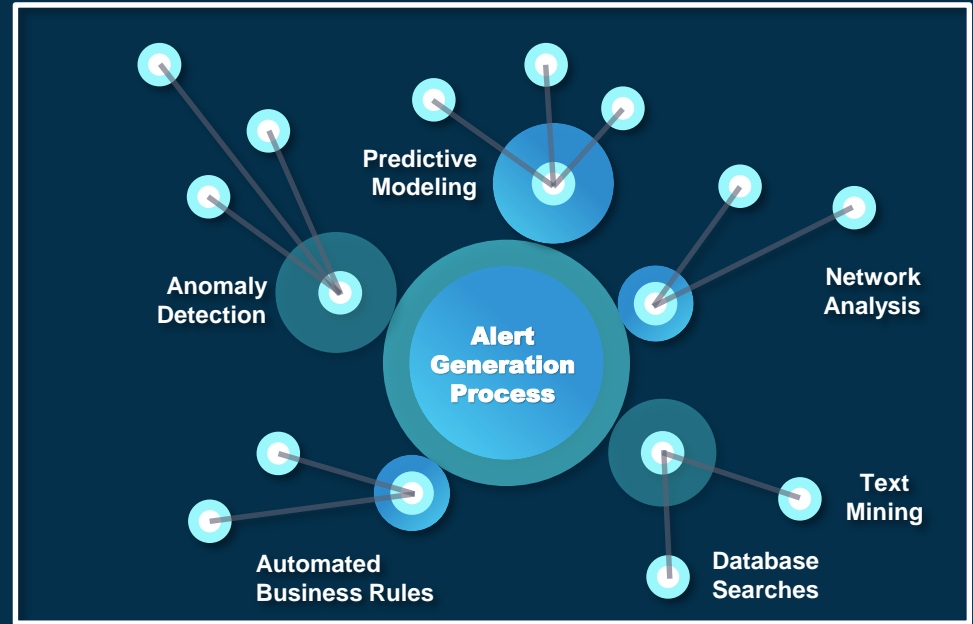 Predictive
Modeling
Anomaly
Detection
Network
Analysis
Alert
Generation
Process
Text
Mining
Automated
Business Rules
Database
Searches